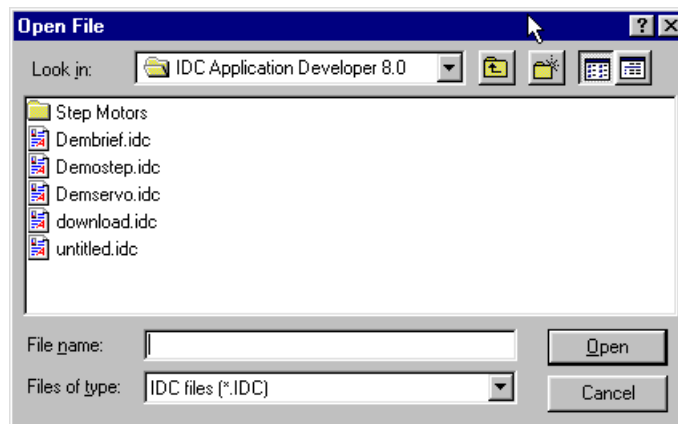 Open File
Look in: IDC Application Developer 8.0
Step Motors
Dembrief.idc
Demostep.idc
Demservo.idc
download.idc
untitled.idc
File name: Open
Files of type: IDC files (*.IDC) Cancel